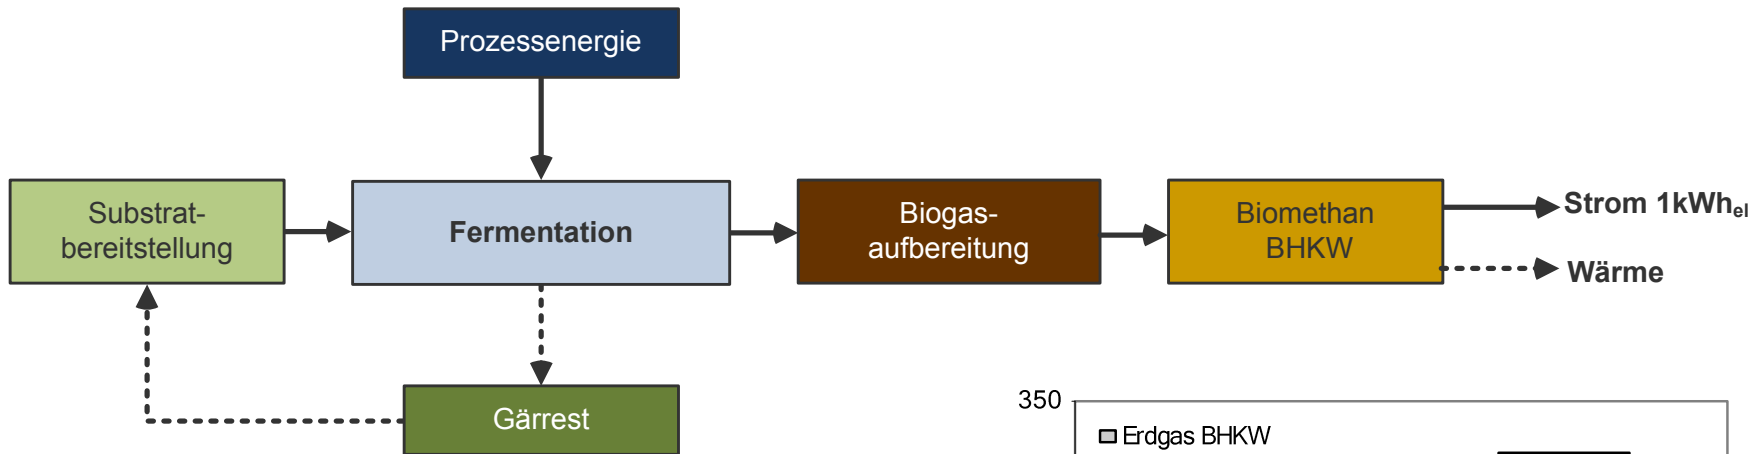 Prozessenergie
Substrat-
bereitstellung
Fermentation
Biogas-
aufbereitung
Biomethan
BHKW
Strom 1kWhel
Wärme
Gärrest
350
Erdgas BHKW